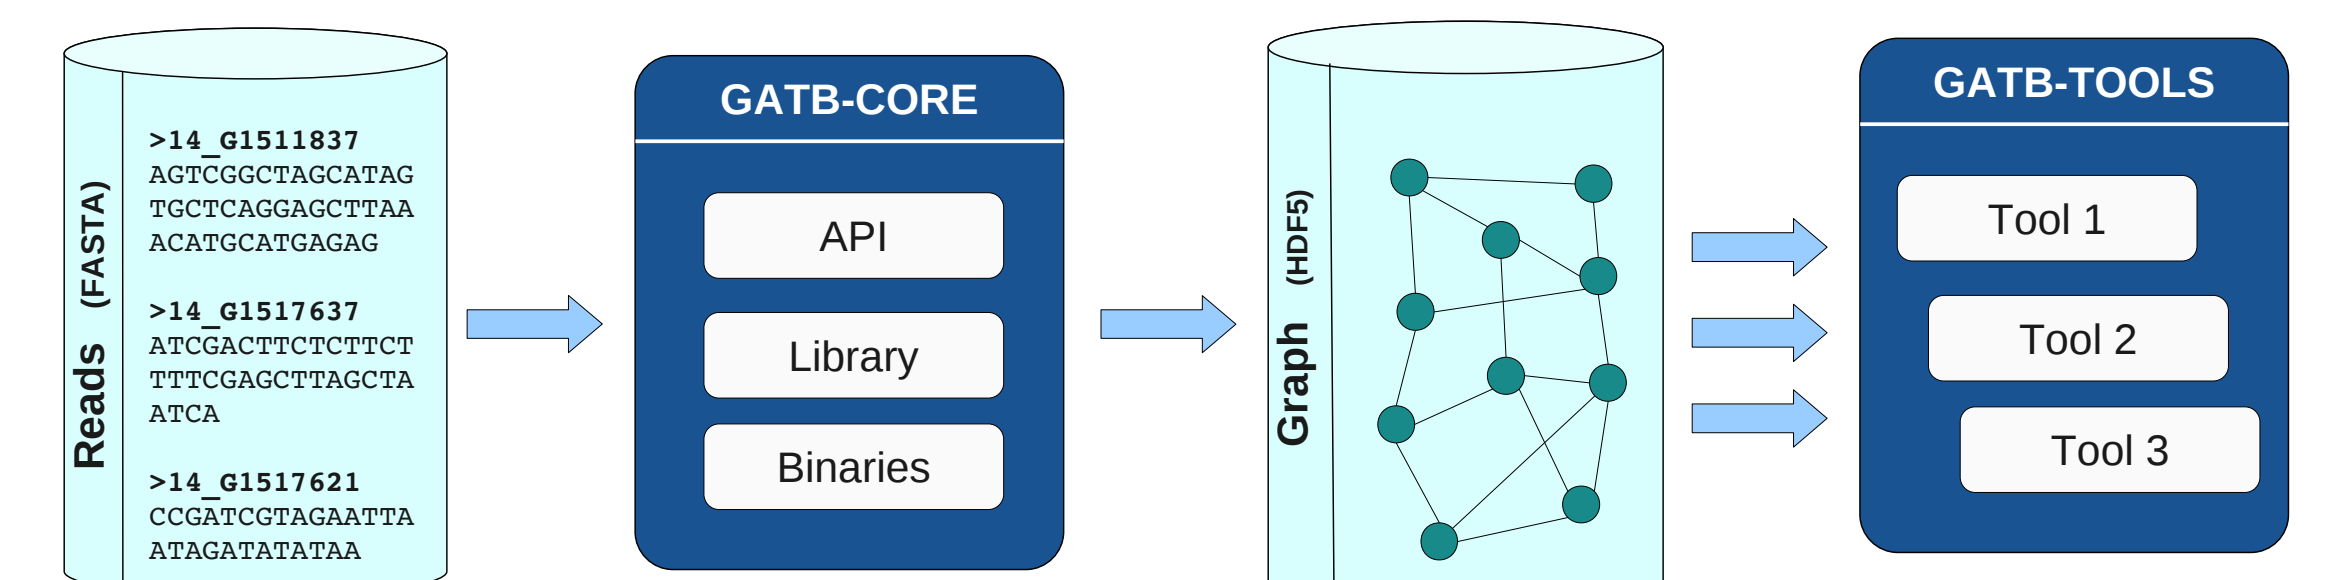 Reads (FASTA)
>14_G1511837
AGTCGGCTAGCATAG
TGCTCAGGAGCTTAA
ACATGCATGAGAG
>14_G1517637
ATCGACTTCTCTTCT
TTTCGAGCTTAGCTA
ATCA
>14_G1517621
CCGATCGTAGAATTA
ATAGATATATAA
GATB-CORE
API
Library
Binaries
Graph (HDF5)
GATB-TOOLS
Tool 1
Tool 2
Tool 3